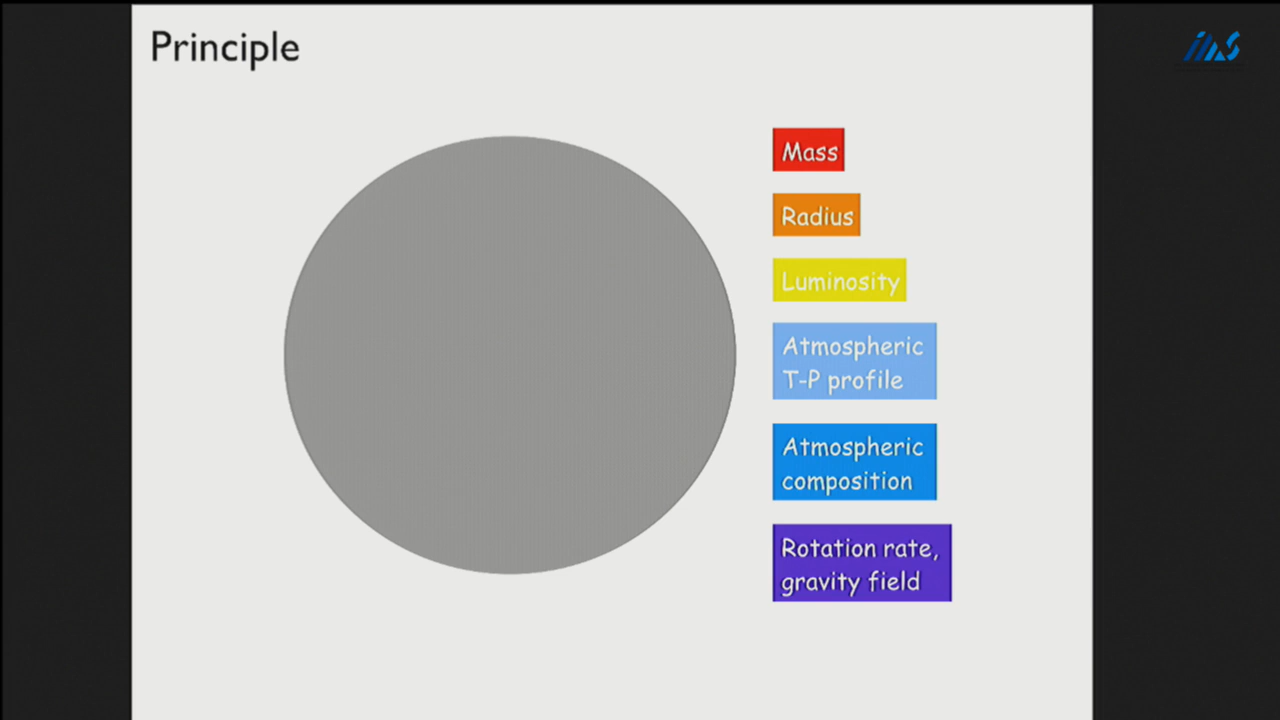 Principle
Mass
Radius
Luminosity
Atmospheric
T-P profile
Atmospheric
composition
Rotation rate,
gravity field